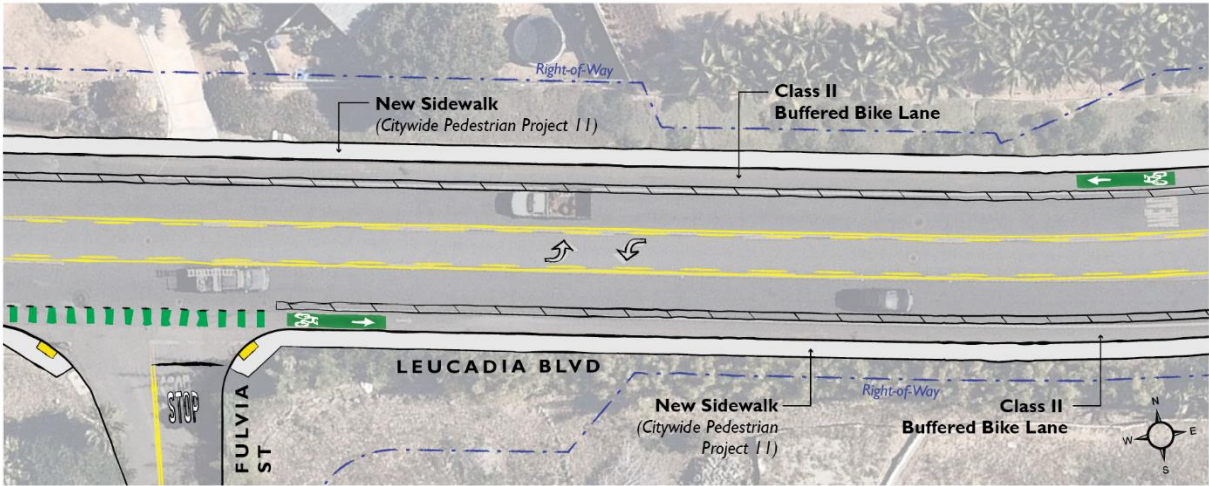 Right-of-Way
New Sidewalk
(Citywide Pedestrian Project 11)
Class II
Buffered Bike Lane
LEUCADIA BLVD
FULVIA
ST
STOP
Right-of-Way
New Sidewalk
(Citywide Pedestrian
Project 11)
Class II
Buffered Bike Lane
N
W
E
S